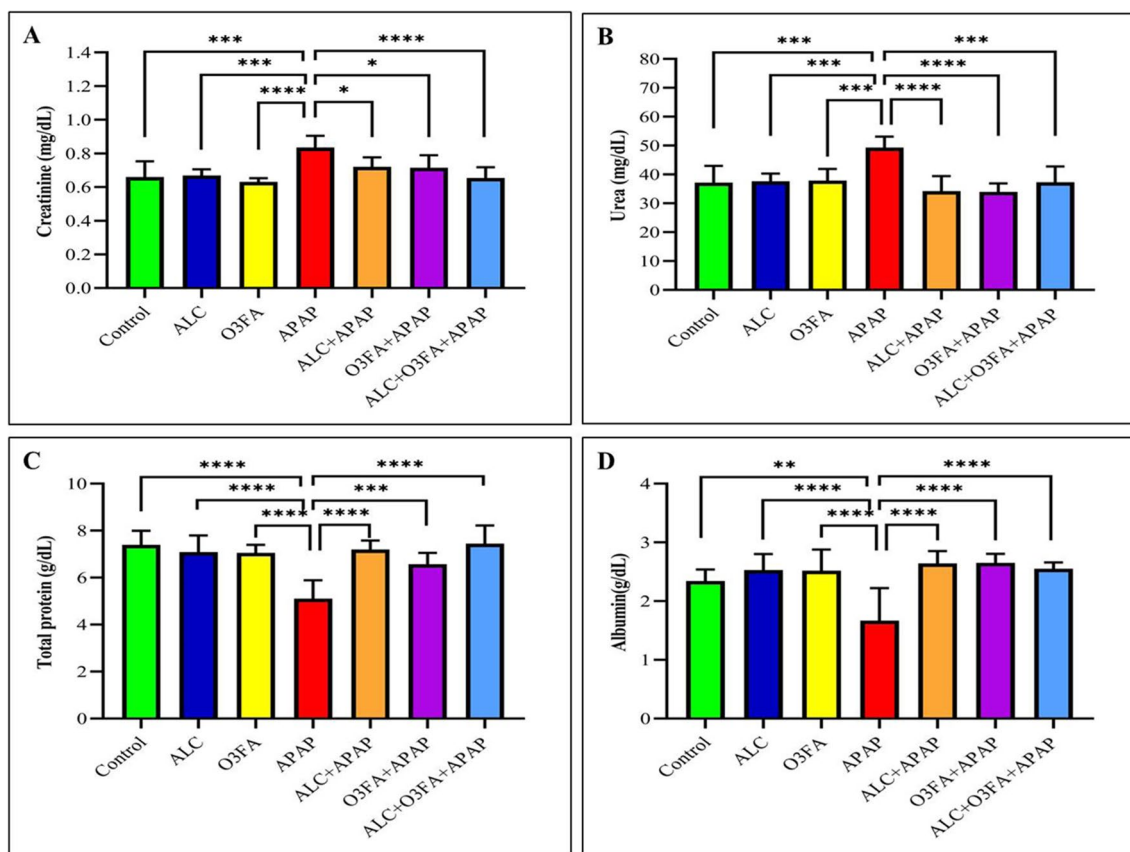 A
Creatinine (mg/dL)
1.4
1.2
1.0
0.8
0.6
0.4
0.2
0.0
*** ****
*** *
**** *
Control
ALC
O3FA
APAP
ALC+APAP
O3FA+APAP
ALC+O3FA+APAP
B
Urea (mg/dL)
80
70
60
50
40
30
20
10
0
*** ***
*** ****
*** ****
Control
ALC
O3FA
APAP
ALC+APAP
O3FA+APAP
ALC+O3FA+APAP
C
Total protein (g/dL)
10
8
6
4
2
0
**** ****
**** ***
**** ****
Control
ALC
O3FA
APAP
ALC+APAP
O3FA+APAP
ALC+O3FA+APAP
D
Albumin(g/dL)
4
3
2
1
0
** ****
**** ****
**** ****
Control
ALC
O3FA
APAP
ALC+APAP
O3FA+APAP
ALC+O3FA+APAP